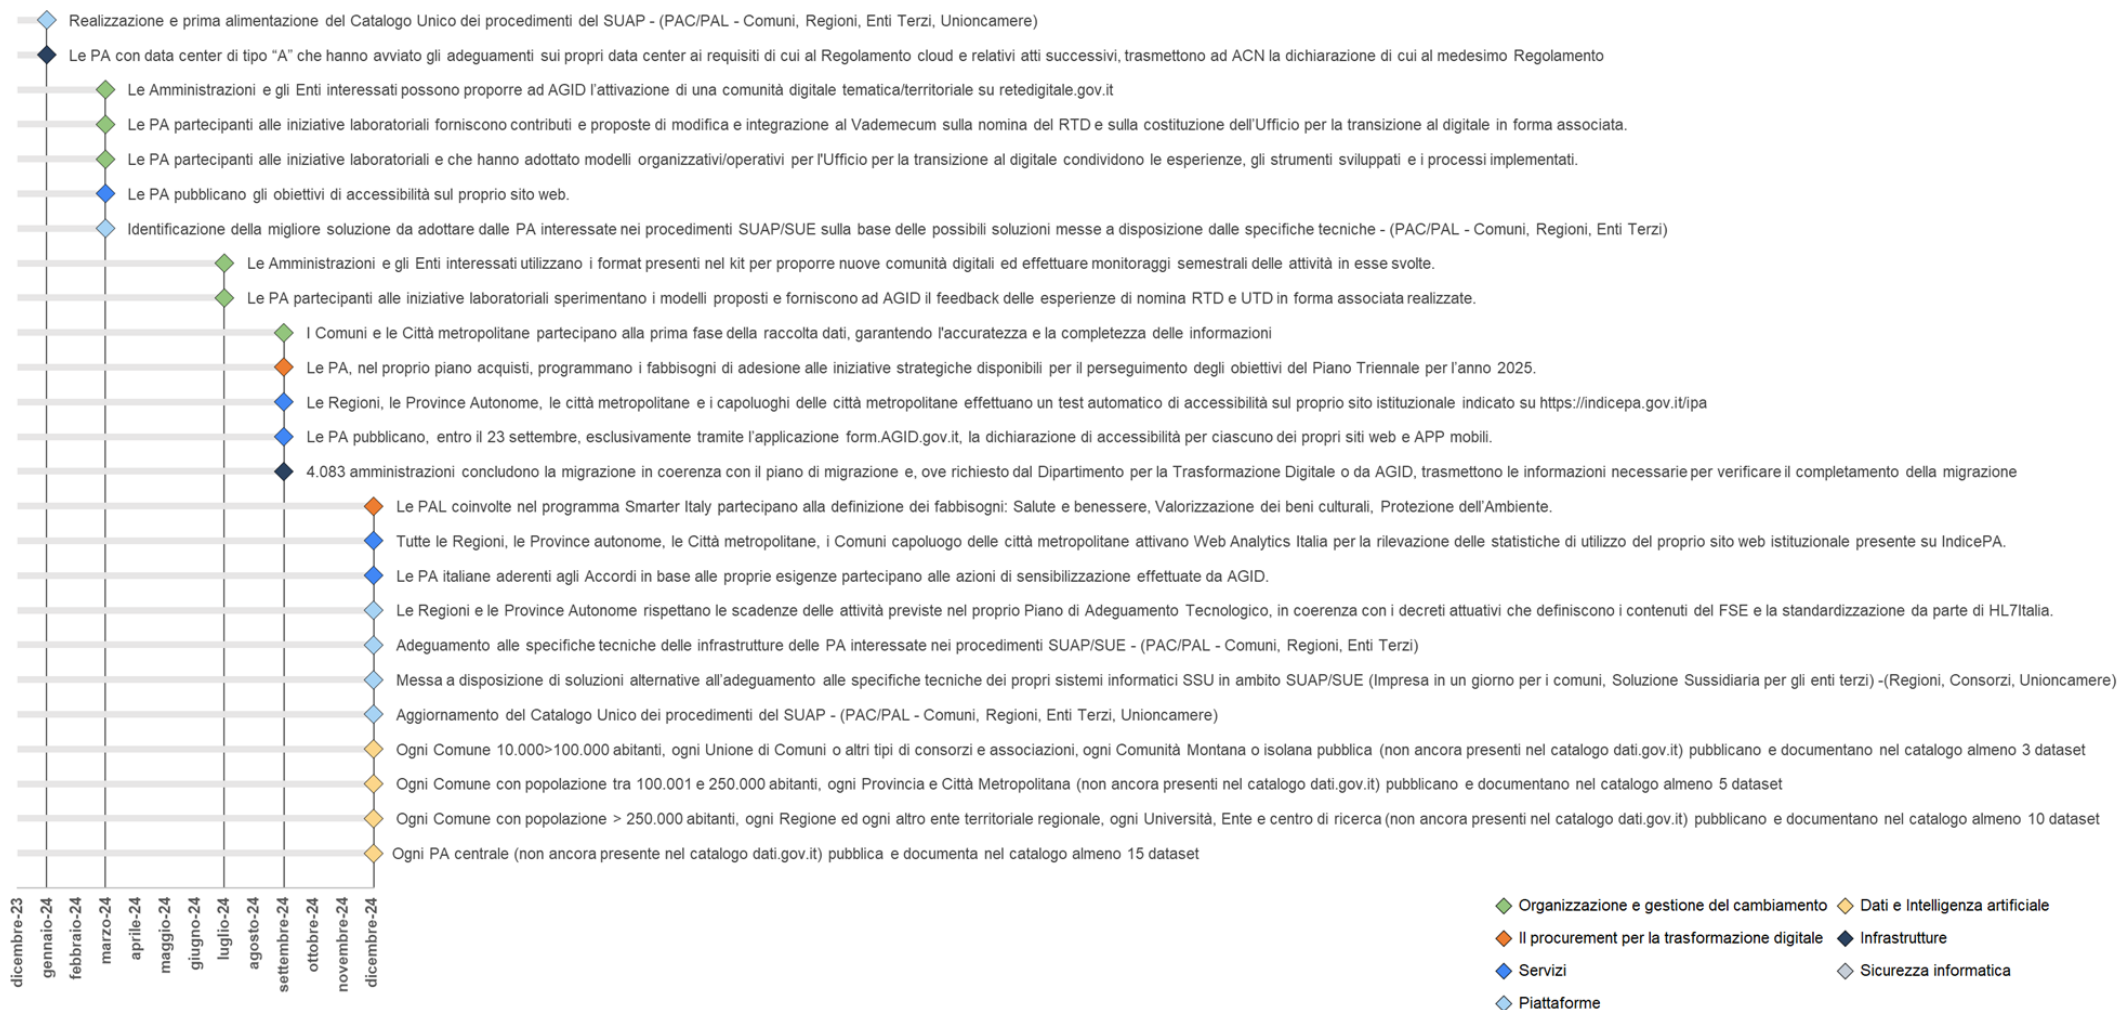 Realizzazione e prima alimentazione del Catalogo Unico dei procedimenti del SUAP - (PAC/PAL - Comuni, Regioni, Enti Terzi, Unioncamere)
Le PA con data center di tipo “A” che hanno avviato gli adeguamenti sui propri data center ai requisiti di cui al Regolamento cloud e relativi atti successivi, trasmettono ad ACN la dichiarazione di cui al medesimo Regolamento
Le Amministrazioni e gli Enti interessati possono proporre ad AGID l’attivazione di una comunità digitale tematica/territoriale su retedigitale.gov.it
Le PA partecipanti alle iniziative laboratoriali forniscono contributi e proposte di modifica e integrazione al Vademecum sulla nomina del RTD e sulla costituzione dell’Ufficio per la transizione al digitale in forma associata.
Le PA partecipanti alle iniziative laboratoriali e che hanno adottato modelli organizzativi/operativi per l'Ufficio per la transizione al digitale condividono le esperienze, gli strumenti sviluppati e i processi implementati.
Le PA pubblicano gli obiettivi di accessibilità sul proprio sito web.
Identificazione della migliore soluzione da adottare dalle PA interessate nei procedimenti SUAP/SUE sulla base delle possibili soluzioni messe a disposizione dalle specifiche tecniche - (PAC/PAL - Comuni, Regioni, Enti Terzi)
Le Amministrazioni e gli Enti interessati utilizzano i format presenti nel kit per proporre nuove comunità digitali ed effettuare monitoraggi semestrali delle attività in esse svolte.
Le PA partecipanti alle iniziative laboratoriali sperimentano i modelli proposti e forniscono ad AGID il feedback delle esperienze di nomina RTD e UTD in forma associata realizzate.
I Comuni e le Città metropolitane partecipano alla prima fase della raccolta dati, garantendo l'accuratezza e la completezza delle informazioni
Le PA, nel proprio piano acquisti, programmano i fabbisogni di adesione alle iniziative strategiche disponibili per il perseguimento degli obiettivi del Piano Triennale per l’anno 2025.
Le Regioni, le Province Autonome, le città metropolitane e i capoluoghi delle città metropolitane effettuano un test automatico di accessibilità sul proprio sito istituzionale indicato su https://indicepa.gov.it/ipa
Le PA pubblicano, entro il 23 settembre, esclusivamente tramite l’applicazione form.AGID.gov.it, la dichiarazione di accessibilità per ciascuno dei propri siti web e APP mobili.
4.083 amministrazioni concludono la migrazione in coerenza con il piano di migrazione e, ove richiesto dal Dipartimento per la Trasformazione Digitale o da AGID, trasmettono le informazioni necessarie per verificare il completamento della migrazione
Le PAL coinvolte nel programma Smarter Italy partecipano alla definizione dei fabbisogni: Salute e benessere, Valorizzazione dei beni culturali, Protezione dell’Ambiente.
Tutte le Regioni, le Province autonome, le Città metropolitane, i Comuni capoluogo delle città metropolitane attivano Web Analytics Italia per la rilevazione delle statistiche di utilizzo del proprio sito web istituzionale presente su IndicePA.
Le PA italiane aderenti agli Accordi in base alle proprie esigenze partecipano alle azioni di sensibilizzazione effettuate da AGID.
Le Regioni e le Province Autonome rispettano le scadenze delle attività previste nel proprio Piano di Adeguamento Tecnologico, in coerenza con i decreti attuativi che definiscono i contenuti del FSE e la standardizzazione da parte di HL7Italia.
Adeguamento alle specifiche tecniche delle infrastrutture delle PA interessate nei procedimenti SUAP/SUE - (PAC/PAL - Comuni, Regioni, Enti Terzi)
Messa a disposizione di soluzioni alternative all’adeguamento alle specifiche tecniche dei propri sistemi informatici SSU in ambito SUAP/SUE (Impresa in un giorno per i comuni, Soluzione Sussidiaria per gli enti terzi) -(Regioni, Consorzi, Unioncamere)
Aggiornamento del Catalogo Unico dei procedimenti del SUAP - (PAC/PAL - Comuni, Regioni, Enti Terzi, Unioncamere)
Ogni Comune 10.000>100.000 abitanti, ogni Unione di Comuni o altri tipi di consorzi e associazioni, ogni Comunità Montana o isolana pubblica (non ancora presenti nel catalogo dati.gov.it) pubblicano e documentano nel catalogo almeno 3 dataset
Ogni Comune con popolazione tra 100.001 e 250.000 abitanti, ogni Provincia e Città Metropolitana (non ancora presenti nel catalogo dati.gov.it) pubblicano e documentano nel catalogo almeno 5 dataset
Ogni Comune con popolazione > 250.000 abitanti, ogni Regione ed ogni altro ente territoriale regionale, ogni Università, Ente e centro di ricerca (non ancora presenti nel catalogo dati.gov.it) pubblicano e documentano nel catalogo almeno 10 dataset
Ogni PA centrale (non ancora presente nel catalogo dati.gov.it) pubblica e documenta nel catalogo almeno 15 dataset
dicembre-23
gennaio-24
febbraio-24
marzo-24
aprile-24
maggio-24
giugno-24
luglio-24
agosto-24
settembre-24
ottobre-24
novembre-24
dicembre-24
Organizzazione e gestione del cambiamento
Dati e Intelligenza artificiale
Il procurement per la trasformazione digitale
Infrastrutture
Servizi
Sicurezza informatica
Piattaforme